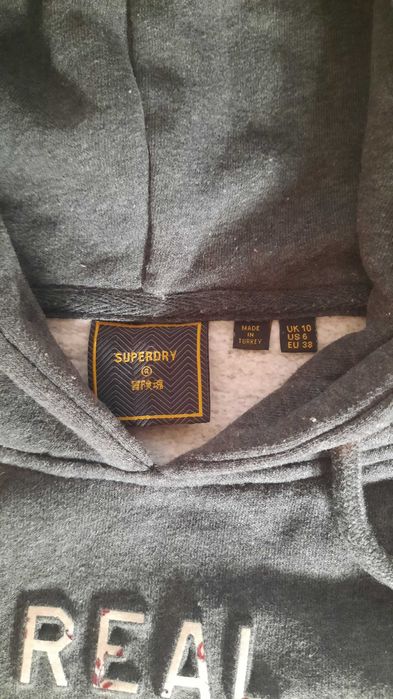 SUPERDRY
®
MADE
IN
TURKEY
UK 10
US 6
EU 38
REAL